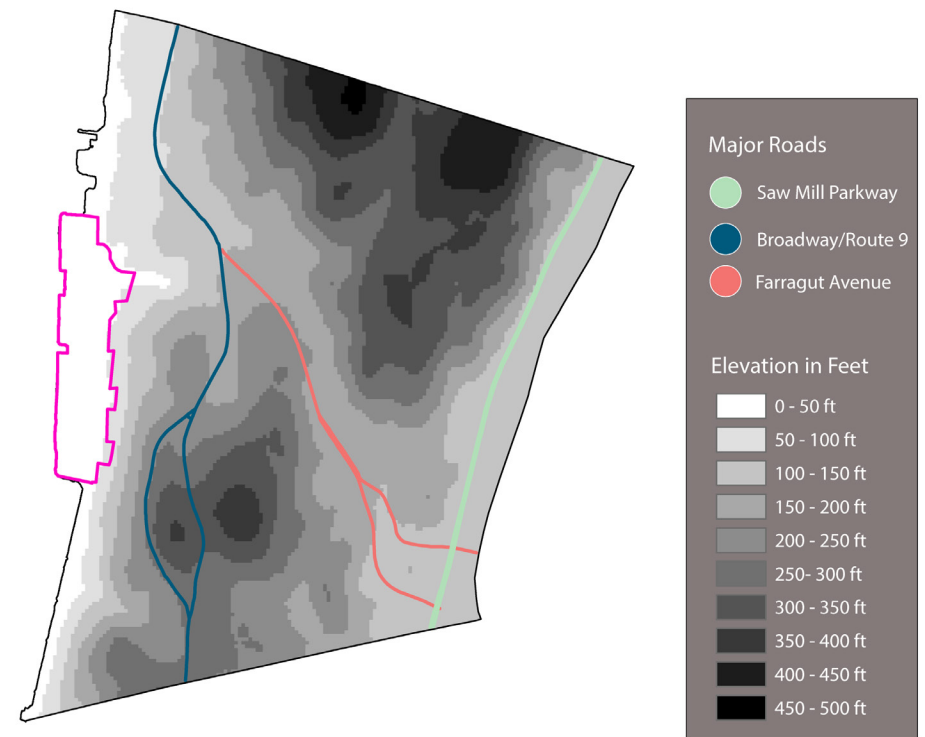 Major Roads
Saw Mill Parkway
Broadway/Route 9
Farragut Avenue
Elevation in Feet
0 - 50 ft
50 - 100 ft
100 - 150 ft
150 - 200 ft
200 - 250 ft
250- 300 ft
300 - 350 ft
350 - 400 ft
400 - 450 ft
450 - 500 ft